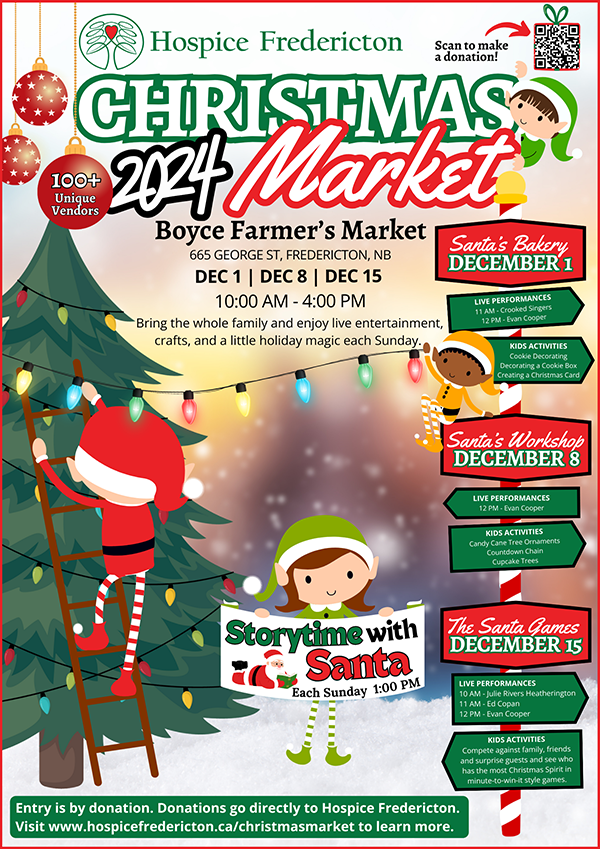 Hospice Fredericton
Scan to make
a donation!
CHRISTMAS
2024 Market
100+
Unique
Vendors
Boyce Farmer's Market
665 GEORGE ST, FREDERICTON, NB
DEC 1 | DEC 8 | DEC 15
10:00 AM - 4:00 PM
Bring the whole family and enjoy live entertainment,
crafts, and a little holiday magic each Sunday.
Santa's Bakery
DECEMBER 1
LIVE PERFORMANCES
11 AM - Crooked Singers
12 PM - Evan Cooper
KIDS ACTIVITIES
Cookie Decorating
Decorating a Cookie Box
Creating a Christmas Card
Santa's Workshop
DECEMBER 8
LIVE PERFORMANCES
12 PM - Evan Cooper
KIDS ACTIVITIES
Candy Cane Tree Ornaments
Countdown Chain
Cupcake Trees
The Santa Games
DECEMBER 15
LIVE PERFORMANCES
10 AM - Julie Rivers Heatherington
11 AM - Ed Copan
12 PM - Evan Cooper
KIDS ACTIVITIES
Compete against family, friends
and surprise guests and see who
has the most Christmas Spirit in
minute-to-win-it style games.
Storytime with
Santa
Each Sunday 1:00 PM
Entry is by donation. Donations go directly to Hospice Fredericton.
Visit www.hospicefredericton.ca/christmasmarket to learn more.